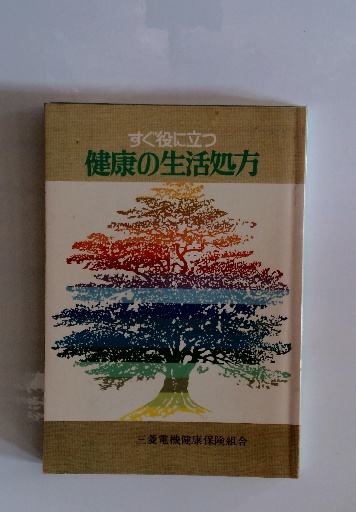 すぐ役に立つ
健康の生活処方
三菱電機健康保険組合